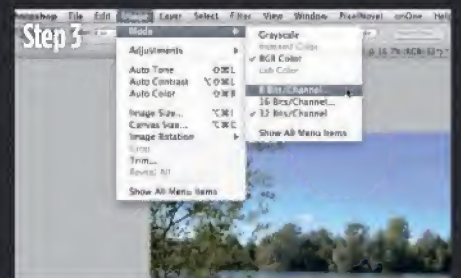 Photoshop File Edit Image Layer Select Filter View Window PixelNovel onOne Help
Step 3
Mode
Grayscale
Indexed Color
✓ RGB Color
Lab Color
8 Bits/Channel...
16 Bits/Channel...
✓ 32 Bits/Channel
Show All Menu Items
Adjustments
Auto Tone ⇧⌘L
Auto Contrast ⌥⇧⌘L
Auto Color ⇧⌘B
Image Size... ⌥⌘I
Canvas Size... ⌥⌘C
Image Rotation
Crop
Trim...
Reveal All
Show All Menu Items